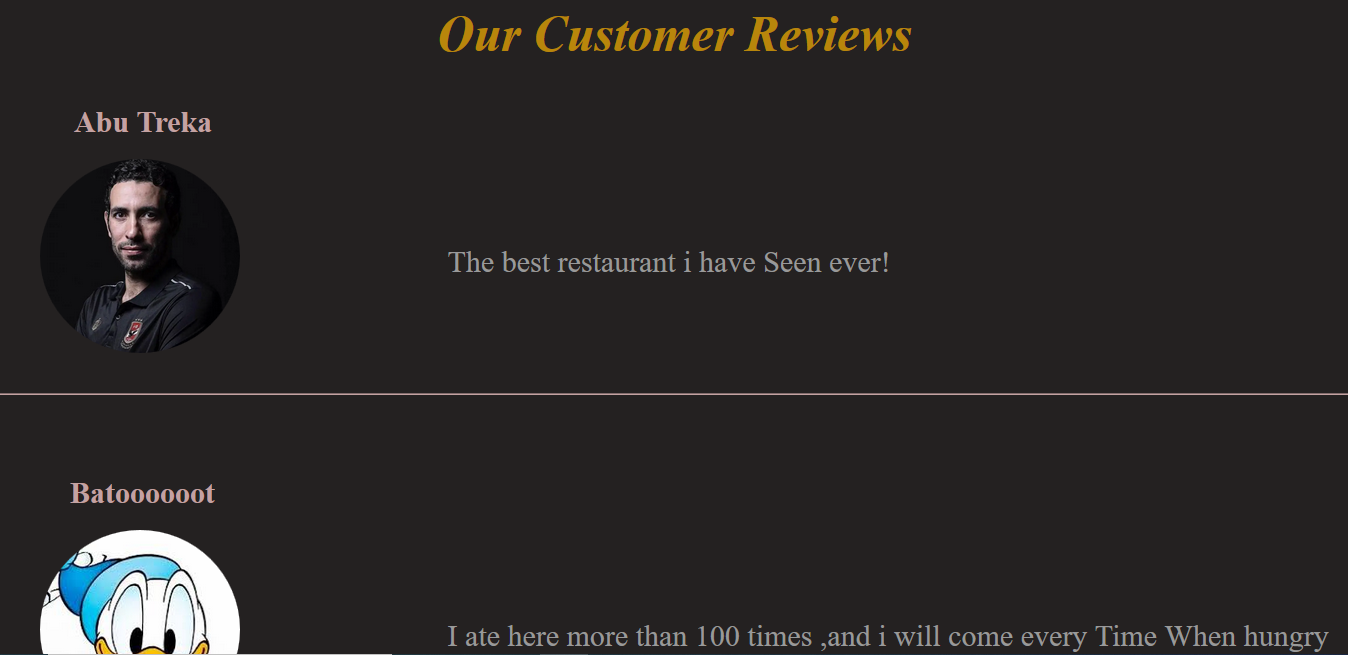 Our Customer Reviews
Abu Treka
The best restaurant i have Seen ever!
Batoooooot
I ate here more than 100 times ,and i will come every Time When hungry